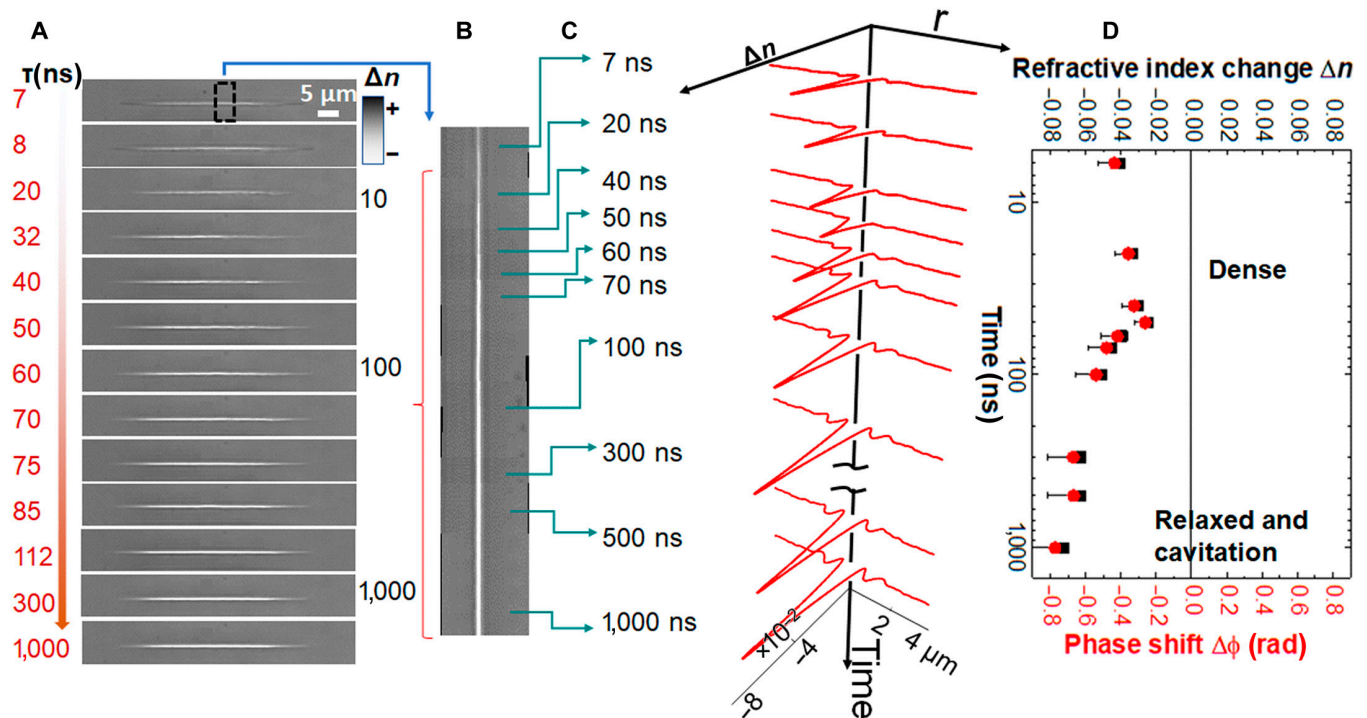 A
B
C
D
τ(ns)
7
8
20
32
40
50
60
70
75
85
112
300
1,000
5 µm
Δn
+
−
10
100
1,000
7 ns
20 ns
40 ns
50 ns
60 ns
70 ns
100 ns
300 ns
500 ns
1,000 ns
Δn
r
×10⁻²
−4
−8
2
4 µm
Time
Refractive index change Δn
-0.08
-0.06
-0.04
-0.02
0.00
0.02
0.04
0.06
0.08
Time (ns)
10
100
1,000
Dense
Relaxed and
cavitation
-0.8
-0.6
-0.4
-0.2
0.0
0.2
0.4
0.6
0.8
Phase shift Δϕ (rad)